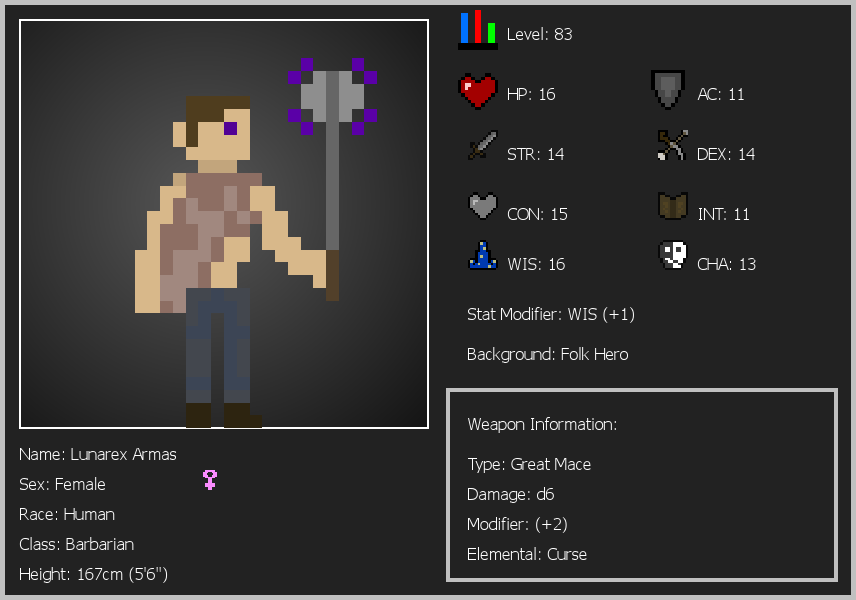 Level: 83
HP: 16
AC: 11
STR: 14
DEX: 14
CON: 15
INT: 11
WIS: 16
CHA: 13
Stat Modifier: WIS (+1)
Background: Folk Hero
Weapon Information:
Type: Great Mace
Damage: d6
Modifier: (+2)
Elemental: Curse
Name: Lunarex Armas
Sex: Female
Race: Human
Class: Barbarian
Height: 167cm (5'6")